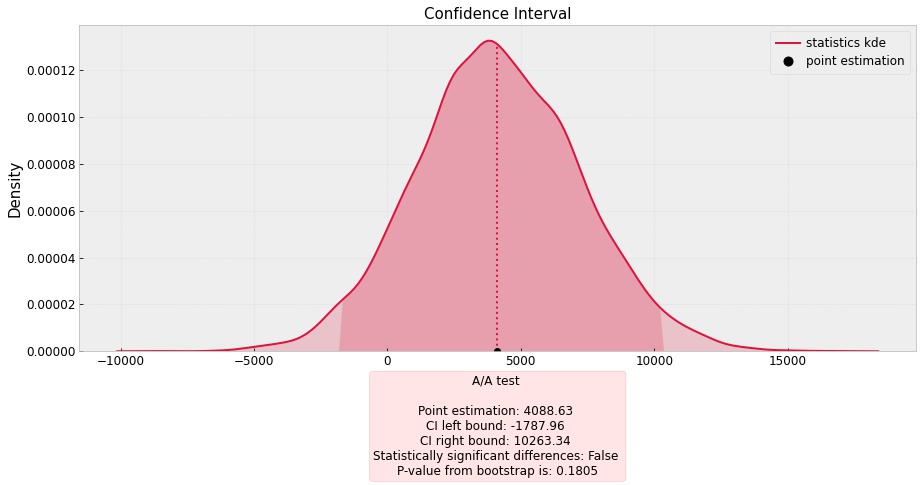 Confidence Interval
statistics kde
point estimation
Density
0.00012
0.00010
0.00008
0.00006
0.00004
0.00002
0.00000
−10000
−5000
0
5000
10000
15000
A/A test
Point estimation: 4088.63
CI left bound: -1787.96
CI right bound: 10263.34
Statistically significant differences: False
P-value from bootstrap is: 0.1805